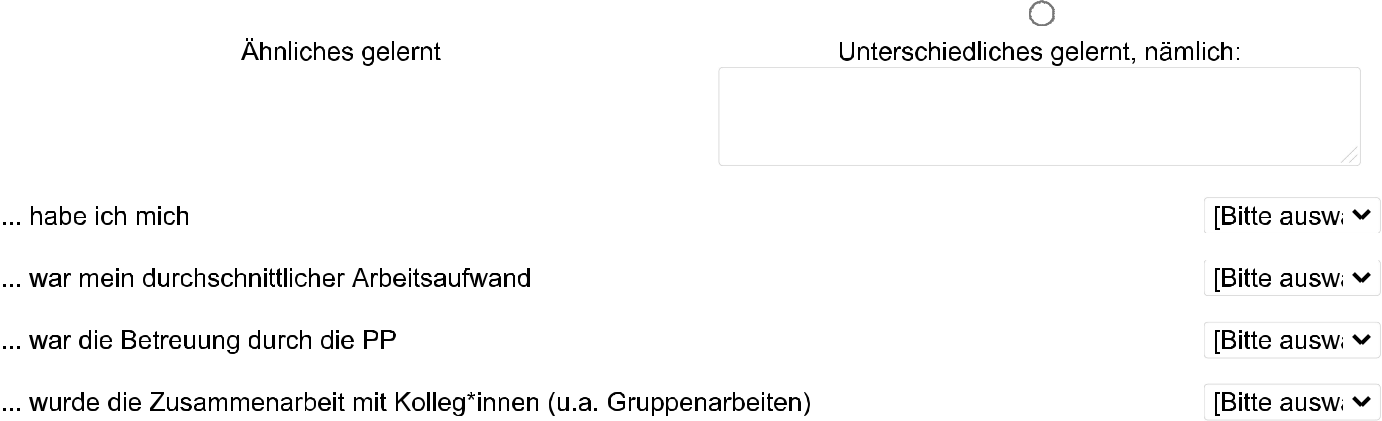 Ähnliches gelernt
Unterschiedliches gelernt, nämlich:
... habe ich mich [Bitte ausw
... war mein durchschnittlicher Arbeitsaufwand [Bitte ausw
... war die Betreuung durch die PP [Bitte ausw
... wurde die Zusammenarbeit mit Kolleg*innen (u.a. Gruppenarbeiten) [Bitte ausw